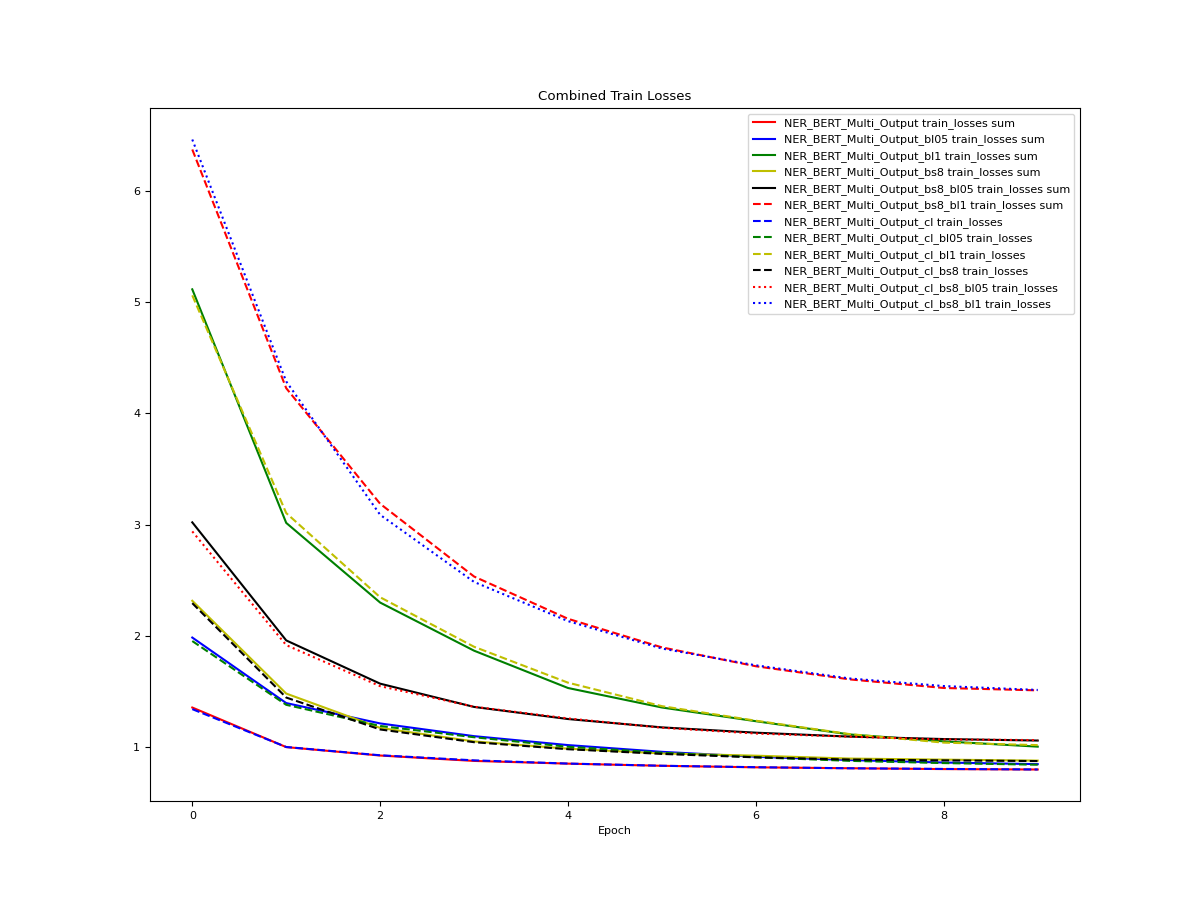 Combined Train Losses
NER_BERT_Multi_Output train_losses sum
NER_BERT_Multi_Output_bl05 train_losses sum
NER_BERT_Multi_Output_bl1 train_losses sum
NER_BERT_Multi_Output_bs8 train_losses sum
NER_BERT_Multi_Output_bs8_bl05 train_losses sum
NER_BERT_Multi_Output_bs8_bl1 train_losses sum
NER_BERT_Multi_Output_cl train_losses
NER_BERT_Multi_Output_cl_bl05 train_losses
NER_BERT_Multi_Output_cl_bl1 train_losses
NER_BERT_Multi_Output_cl_bs8 train_losses
NER_BERT_Multi_Output_cl_bs8_bl05 train_losses
NER_BERT_Multi_Output_cl_bs8_bl1 train_losses
6
5
4
3
2
1
0 2 4 6 8
Epoch